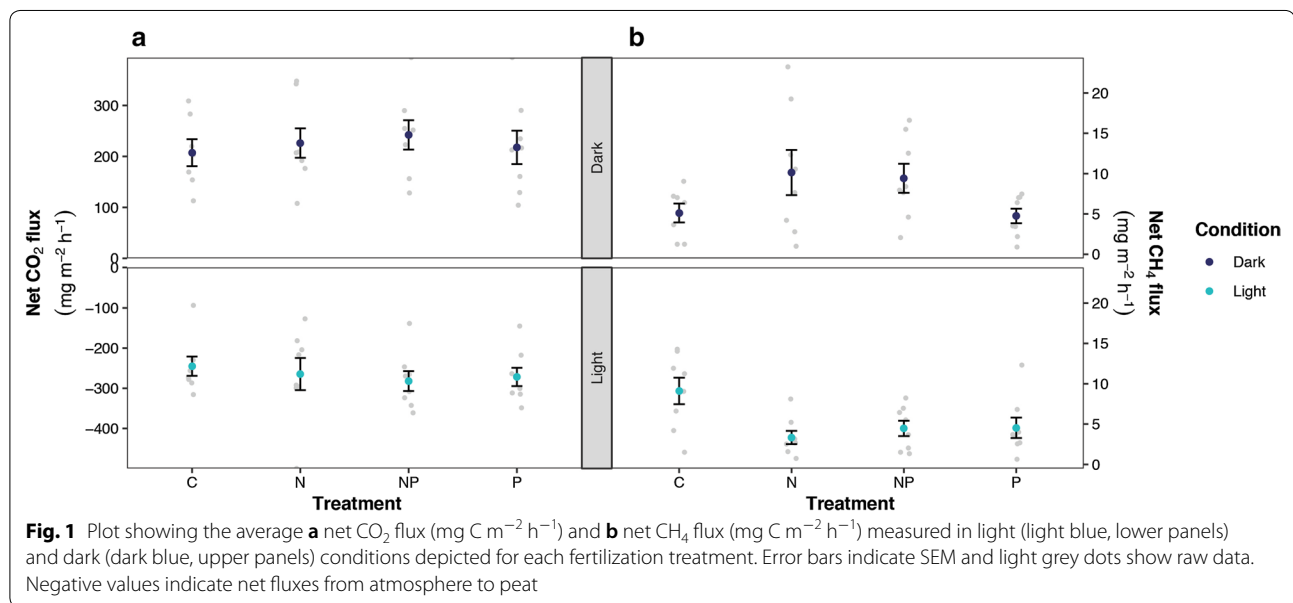 a
b
Net CO₂ flux
(mg m⁻² h⁻¹)
300
200
100
0
Dark
20
15
10
5
0
0
−100
−200
−300
−400
Light
20
15
10
5
0
Net CH₄ flux
(mg m⁻² h⁻¹)
Condition
Dark
Light
C N NP P
Treatment
C N NP P
Treatment
Fig. 1 Plot showing the average a net CO₂ flux (mg C m⁻² h⁻¹) and b net CH₄ flux (mg C m⁻² h⁻¹) measured in light (light blue, lower panels)
and dark (dark blue, upper panels) conditions depicted for each fertilization treatment. Error bars indicate SEM and light grey dots show raw data.
Negative values indicate net fluxes from atmosphere to peat